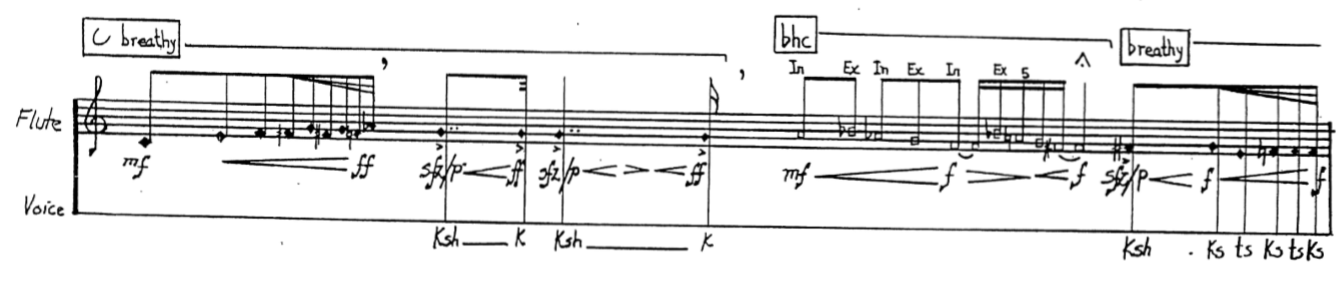 breathy bhc breathy
In Ex In Ex In Ex 5
Flute
mf ff sfz/p ff sfz/p ff mf f f sfz/p f f
Voice
Ksh K Ksh K Ksh Ks ts Ks ts Ks